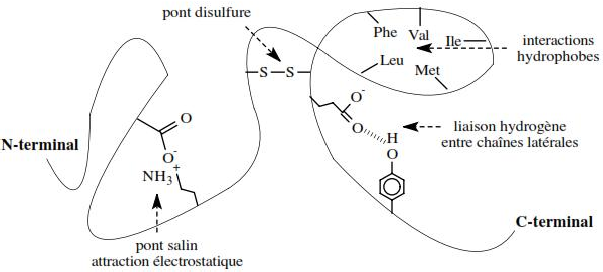 pont disulfure
Phe Val Ile
interactions
hydrophobes
Leu Met
S–S
O-
O
H
O
liaison hydrogène
entre chaînes latérales
N-terminal
O
O-
NH3+
C-terminal
pont salin
attraction électrostatique